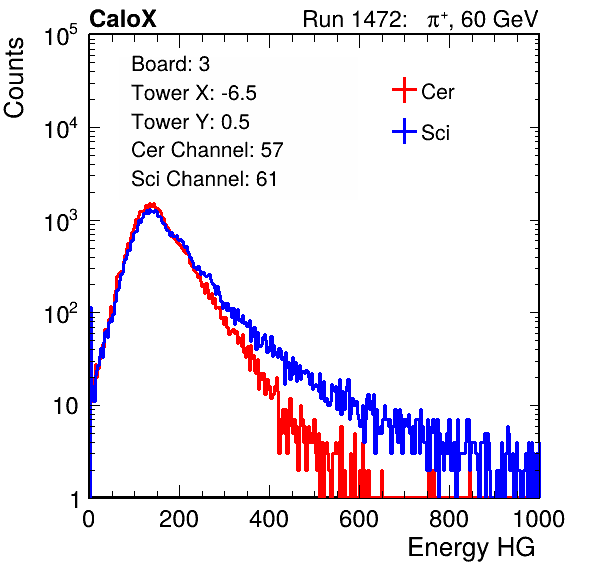 CaloX Run 1472: π⁺, 60 GeV
Counts
10⁵
10⁴
10³
10²
10
1
Board: 3
Tower X: -6.5
Tower Y: 0.5
Cer Channel: 57
Sci Channel: 61
Cer
Sci
0 200 400 600 800 1000
Energy HG